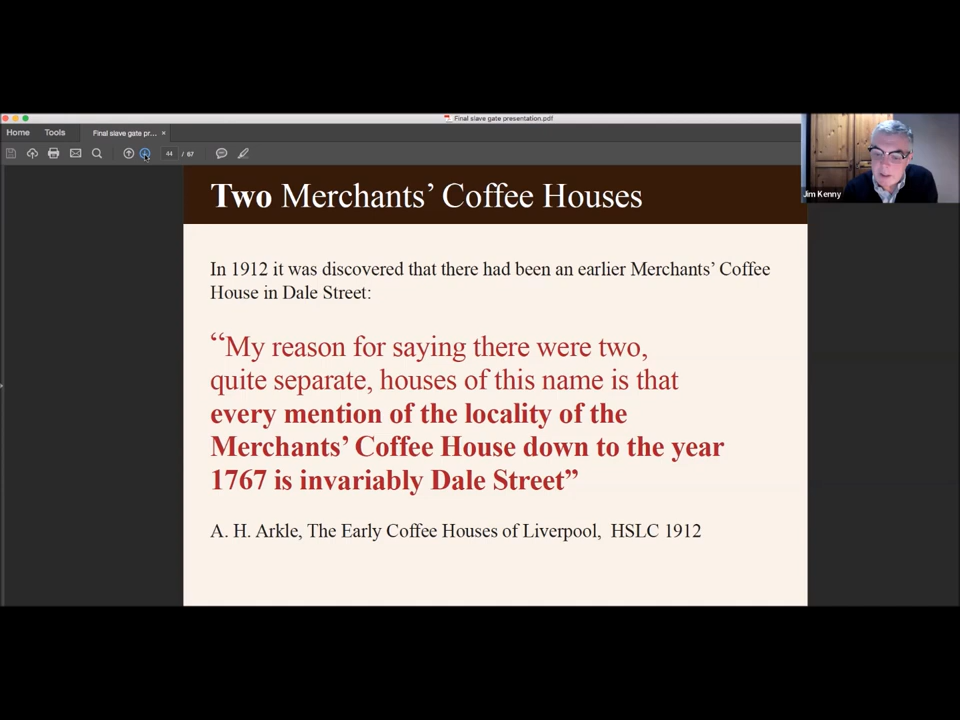 Final slave gate presentation.pdf
Home Tools Final slave gate pr... ×
44 / 67
Jim Kenny
Two Merchants’ Coffee Houses
In 1912 it was discovered that there had been an earlier Merchants’ Coffee
House in Dale Street:
“My reason for saying there were two,
quite separate, houses of this name is that
every mention of the locality of the
Merchants’ Coffee House down to the year
1767 is invariably Dale Street”
A. H. Arkle, The Early Coffee Houses of Liverpool, HSLC 1912